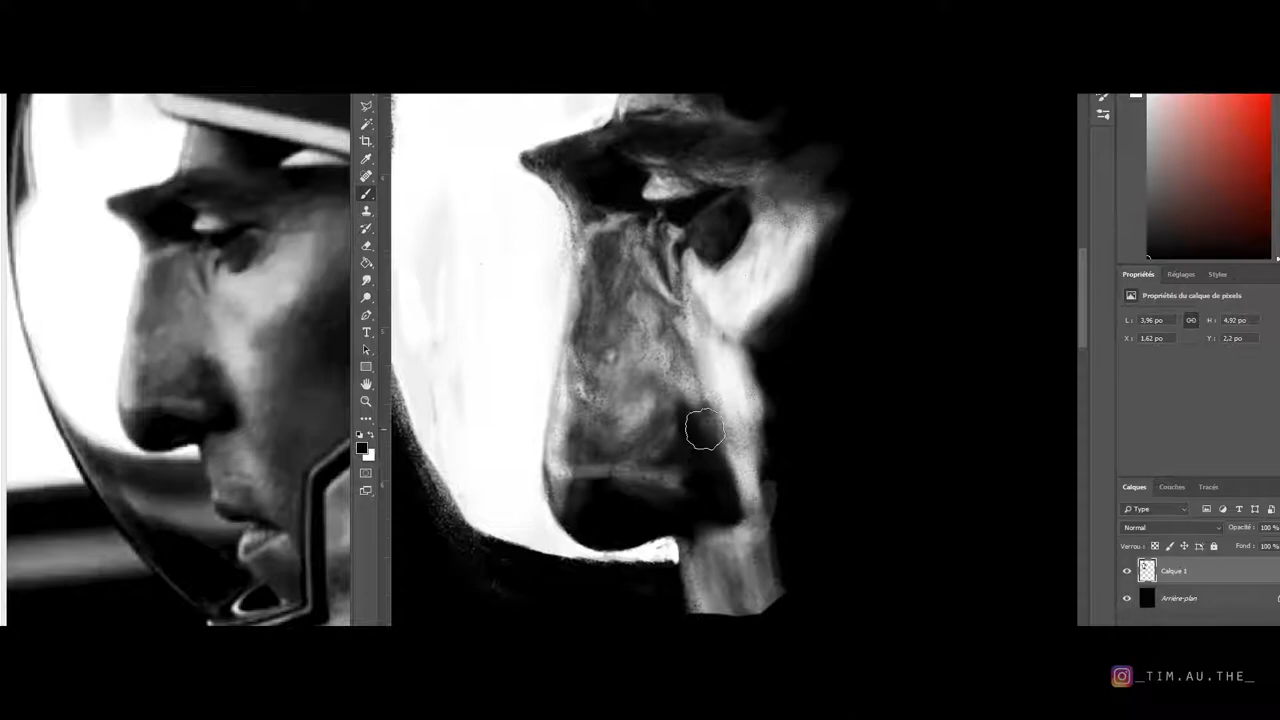 Propriétés Réglages Styles
Propriétés du calque de pixels
L : 3,96 po H : 4,92 po
X : 1,62 po Y : 2,2 po
Calques Couches Tracés
Type
Normal Opacité : 100 %
Verrou : Fond : 100 %
Calque 1
Arrière-plan
_TIM.AU.THE_